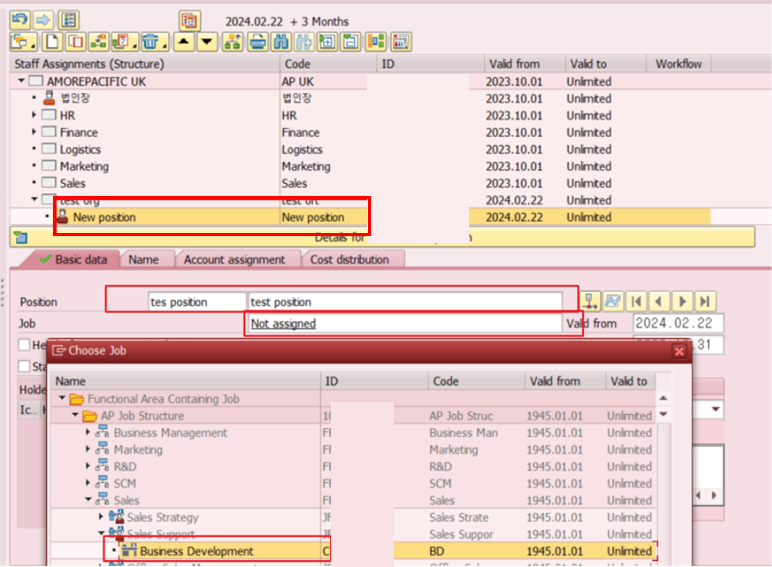 2024.02.22 + 3 Months
Staff Assignments (Structure) Code ID Valid from Valid to Workflow
AMOREPACIFIC UK AP UK 2023.10.01 Unlimited
법인장 법인장 2023.10.01 Unlimited
HR HR 2023.10.01 Unlimited
Finance Finance 2023.10.01 Unlimited
Logistics Logistics 2023.10.01 Unlimited
Marketing Marketing 2023.10.01 Unlimited
Sales Sales 2023.10.01 Unlimited
test org test ort 2024.02.22 Unlimited
New position New position 2024.02.22 Unlimited
Details for
Basic data Name Account assignment Cost distribution
Position tes position test position
Job Not assigned Valid from 2024.02.22
He .31
Sta
Choose Job
Holde
Ic...
Name ID Code Valid from Valid to
Functional Area Containing Job
AP Job Structure 10 AP Job Struc 1945.01.01 Unlimited
Business Management Business Man 1945.01.01 Unlimited
Marketing Marketing 1945.01.01 Unlimited
R&D R&D 1945.01.01 Unlimited
SCM SCM 1945.01.01 Unlimited
Sales Sales 1945.01.01 Unlimited
Sales Strategy Sales Strate 1945.01.01 Unlimited
Sales Support Sales Suppor 1945.01.01 Unlimited
Business Development BD 1945.01.01 Unlimited